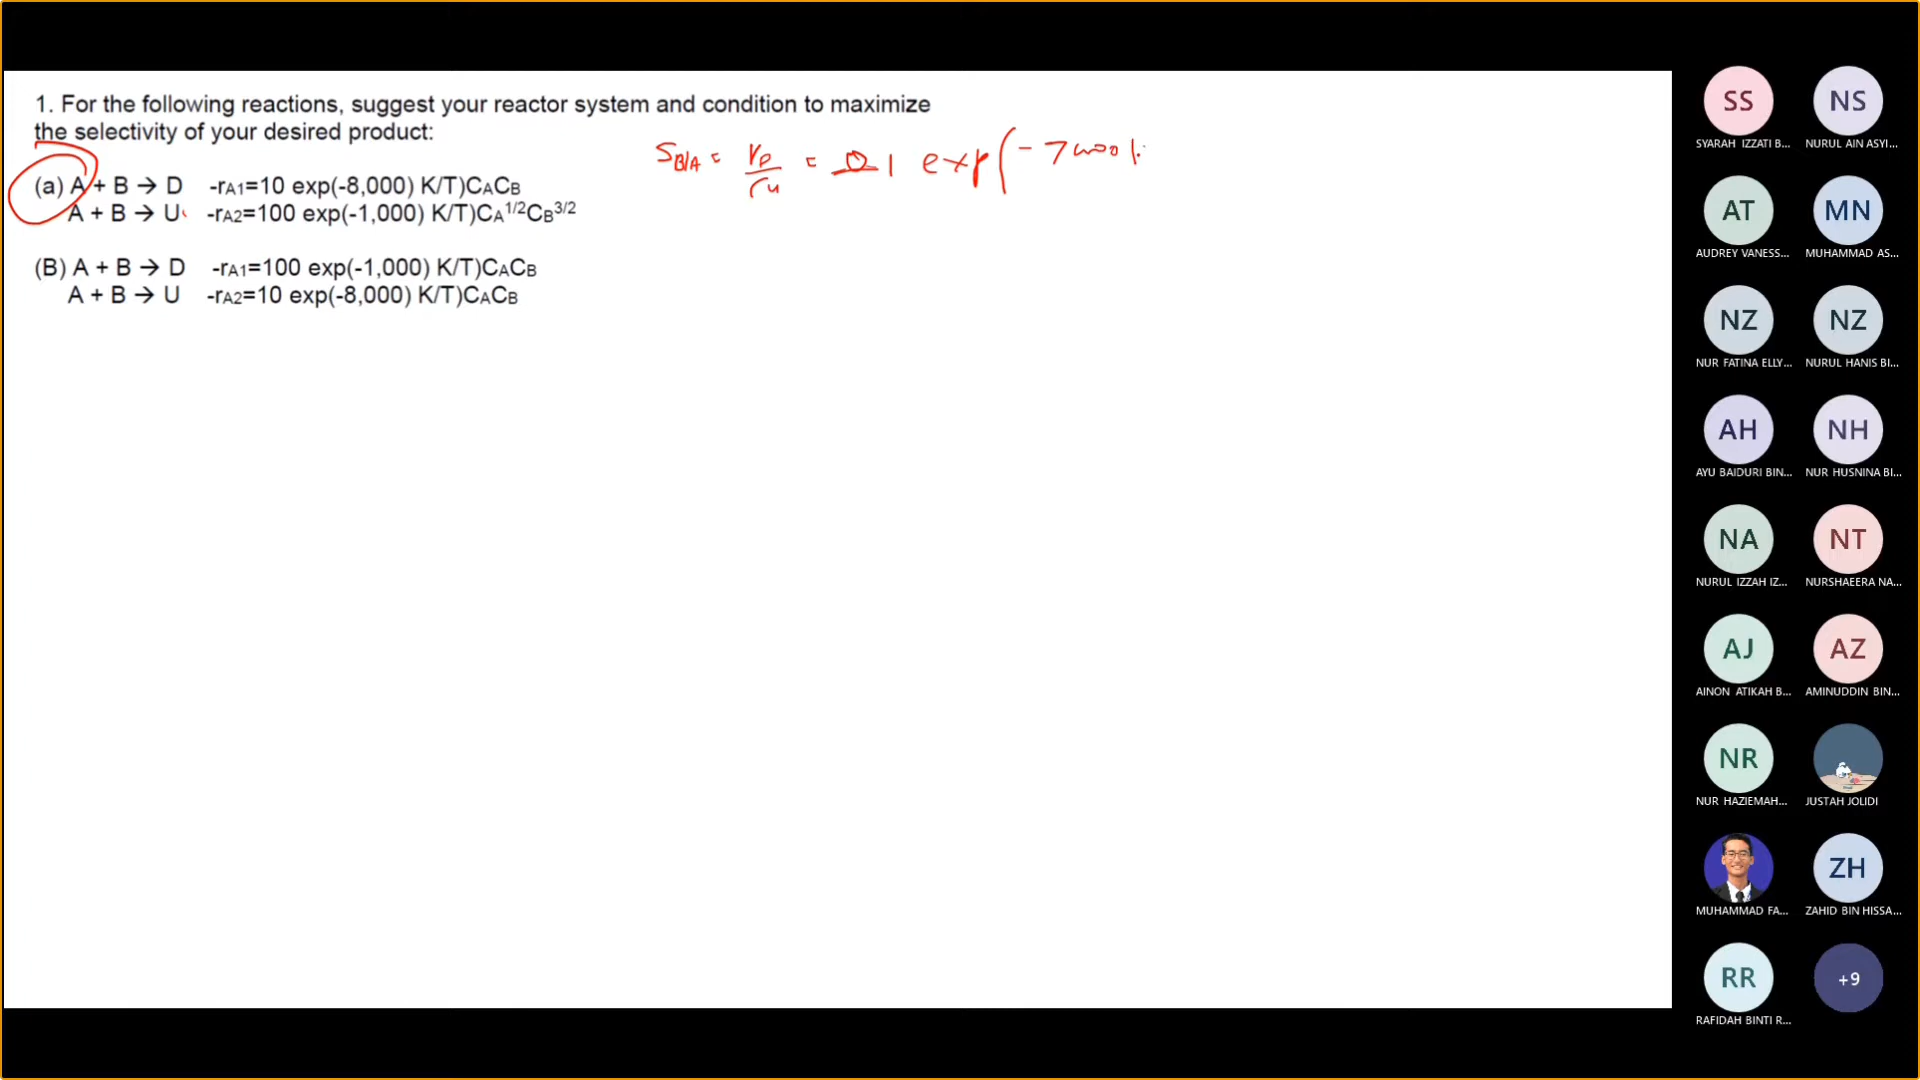 1. For the following reactions, suggest your reactor system and condition to maximize
the selectivity of your desired product:
(a) A + B → D -rA1=10 exp(-8,000) K/T)CACB
A + B → U -rA2=100 exp(-1,000) K/T)CA1/2CB3/2
(B) A + B → D -rA1=100 exp(-1,000) K/T)CACB
A + B → U -rA2=10 exp(-8,000) K/T)CACB
exp(-7
SS NS
SYARAH IZZATI B... NURUL AIN ASYI...
AT MN
AUDREY VANESS... MUHAMMAD AS...
NZ NZ
NUR FATINA ELLY... NURUL HANIS BI...
AH NH
AYU BAIDURI BIN... NUR HUSNINA BI...
NA NT
NURUL IZZAH IZ... NURSHAEERA NA...
AJ AZ
AINON ATIKAH B... AMINUDDIN BIN...
NR
NUR HAZIEMAH... JUSTAH JOLIDI
ZH
MUHAMMAD FA... ZAHID BIN HISSA...
RR +9
RAFIDAH BINTI R...